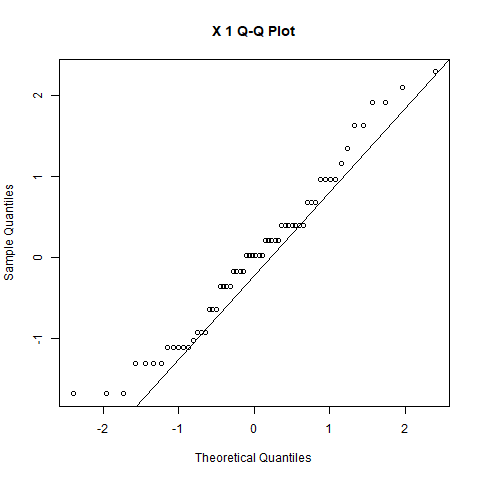 X 1 Q-Q Plot
2
1
0
-1
Sample Quantiles
-2 -1 0 1 2
Theoretical Quantiles